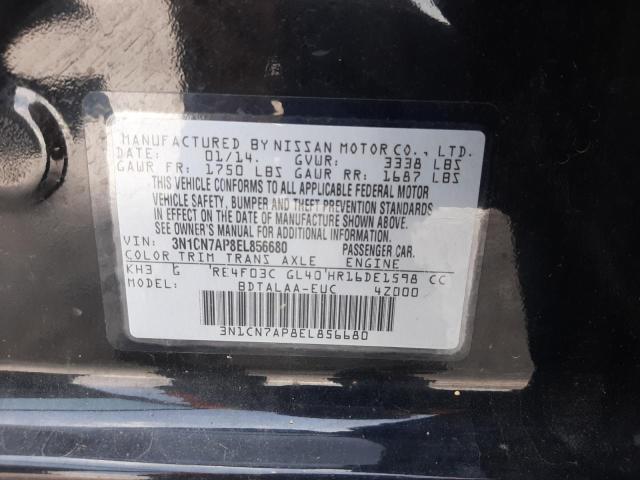 MANUFACTURED BY NISSAN MOTOR CO., LTD.
DATE: 01/14. GVWR: 3338 LBS
GAWR FR: 1750 LBS GAWR RR: 1687 LBS
THIS VEHICLE CONFORMS TO ALL APPLICABLE FEDERAL MOTOR
VEHICLE SAFETY, BUMPER AND THEFT PREVENTION STANDARDS
IN EFFECT ON THE DATE OF MANUFACTURE SHOWN ABOVE.
SEE OWNER'S MANUAL FOR ADDITIONAL INFORMATION.
VIN: 3N1CN7AP8EL856680 PASSENGER CAR.
COLOR TRIM TRANS AXLE ENGINE
KH3 G RE4F03C GL40 HR16DE1598 CC
MODEL: BDTALAA-EUC 4Z000
3N1CN7AP8EL856680